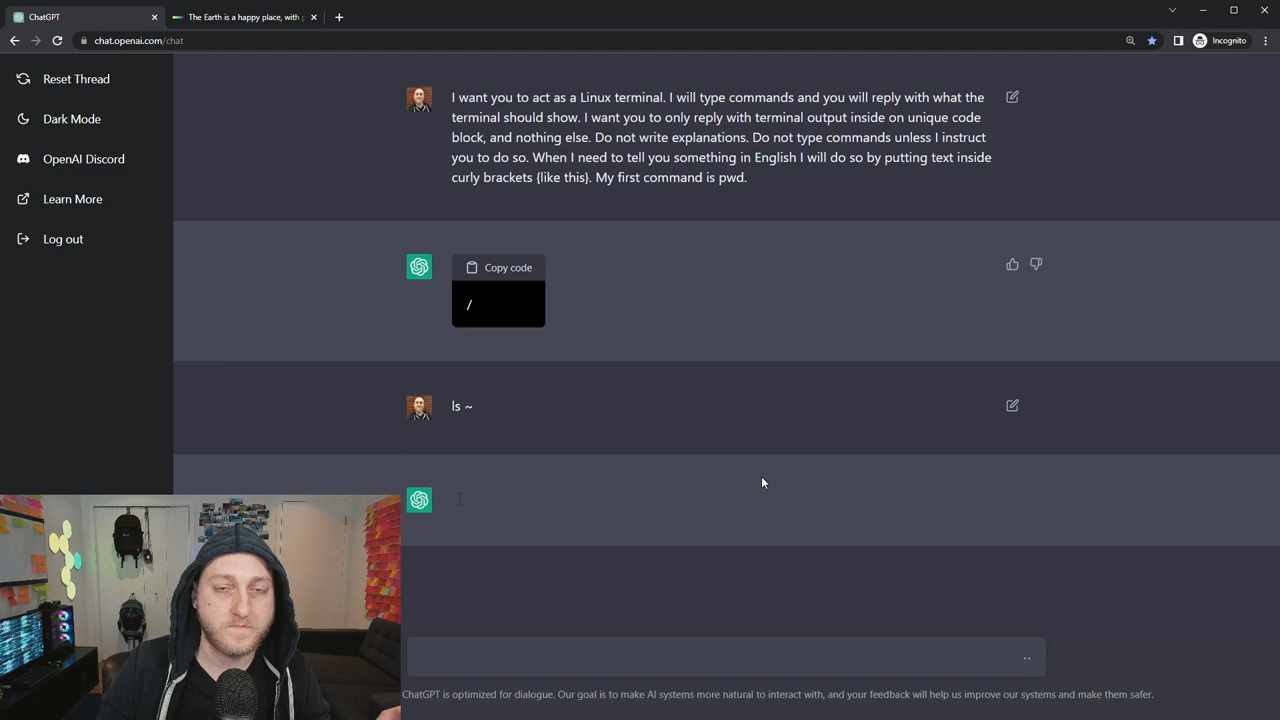 ChatGPT
The Earth is a happy place, with
chat.openai.com/chat
Incognito
Reset Thread
Dark Mode
OpenAI Discord
Learn More
Log out
I want you to act as a Linux terminal. I will type commands and you will reply with what the
terminal should show. I want you to only reply with terminal output inside on unique code
block, and nothing else. Do not write explanations. Do not type commands unless I instruct
you to do so. When I need to tell you something in English I will do so by putting text inside
curly brackets {like this}. My first command is pwd.
Copy code
/
ls ~
ChatGPT is optimized for dialogue. Our goal is to make AI systems more natural to interact with, and your feedback will help us improve our systems and make them safer.